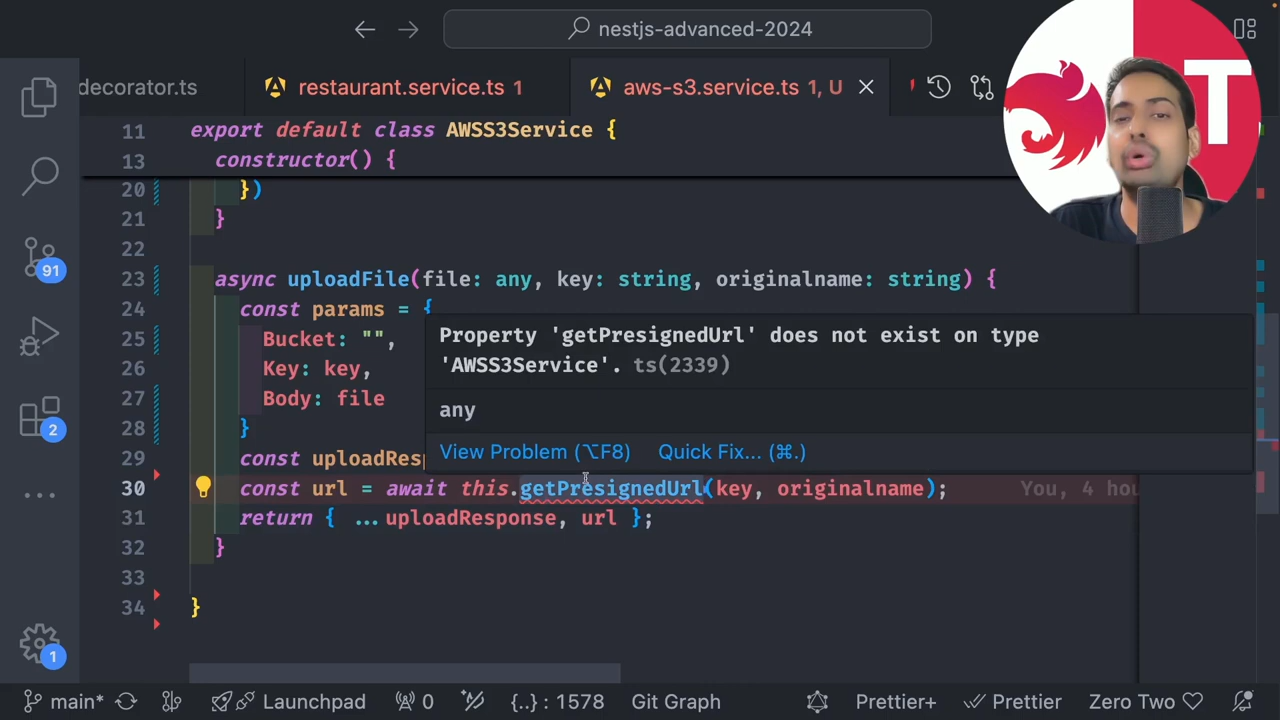 nestjs-advanced-2024
decorator.ts
restaurant.service.ts 1
aws-s3.service.ts 1, U
T
11 export default class AWSS3Service {
13 constructor() {
20 })
21 }
22
23 async uploadFile(file: any, key: string, originalname: string) {
24 const params = {
25 Bucket: "",
26 Key: key,
27 Body: file
28 }
29 const uploadResp
30 const url = await this.getPresignedUrl(key, originalname); You, 4 hou
31 return { ...uploadResponse, url };
32 }
33
34 }
Property 'getPresignedUrl' does not exist on type
'AWSS3Service'. ts(2339)
any
View Problem (⌥F8) Quick Fix... (⌘.)
91
2
1
main* Launchpad 0 {..} : 1578 Git Graph Prettier+ Prettier Zero Two